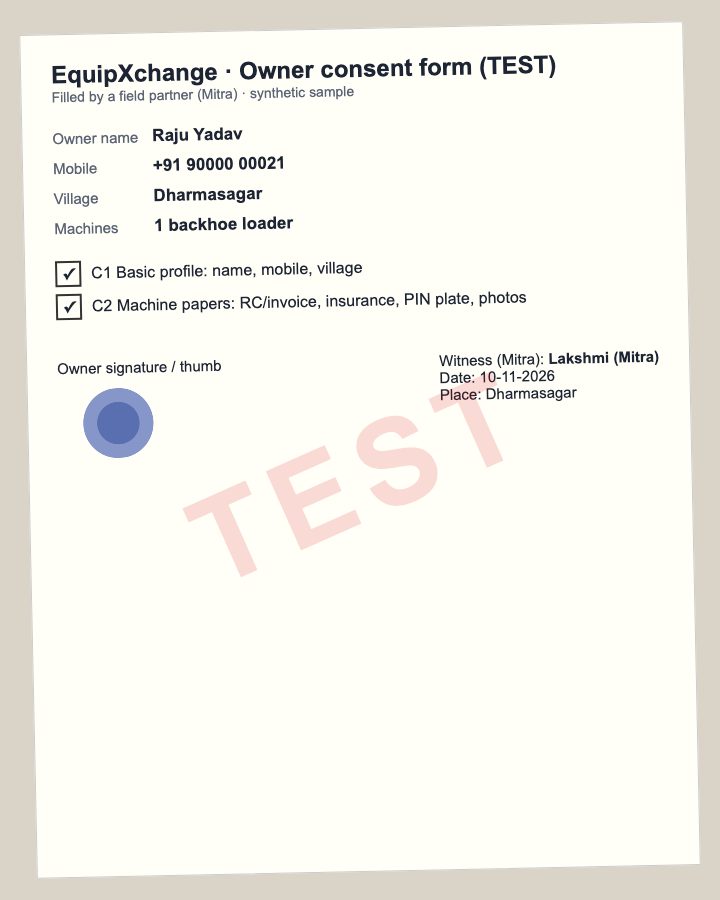 EquipXchange · Owner consent form (TEST)
Filled by a field partner (Mitra) · synthetic sample
Owner name Raju Yadav
Mobile +91 90000 00021
Village Dharmasagar
Machines 1 backhoe loader
✓ C1 Basic profile: name, mobile, village
✓ C2 Machine papers: RC/invoice, insurance, PIN plate, photos
Owner signature / thumb
Witness (Mitra): Lakshmi (Mitra)
Date: 10-11-2026
Place: Dharmasagar
TEST